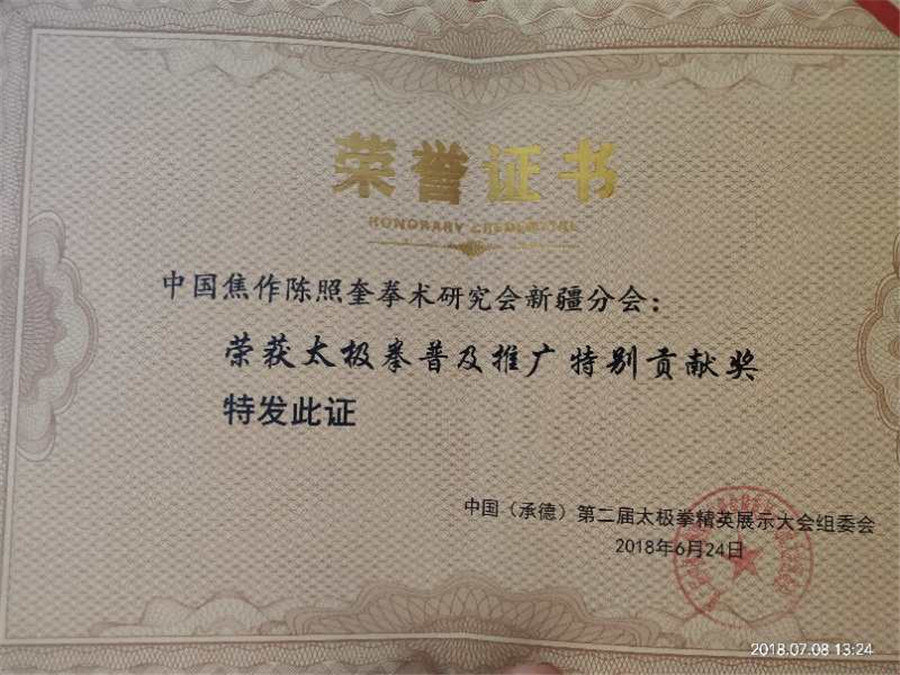 荣誉证书
HONORARY CREDENTIAL
中国焦作陈照奎拳术研究会新疆分会：
荣获太极拳普及推广特别贡献奖
特发此证
中国（承德）第二届太极拳精英展示大会组委会
2018年6月24日
2018.07.08 13:24